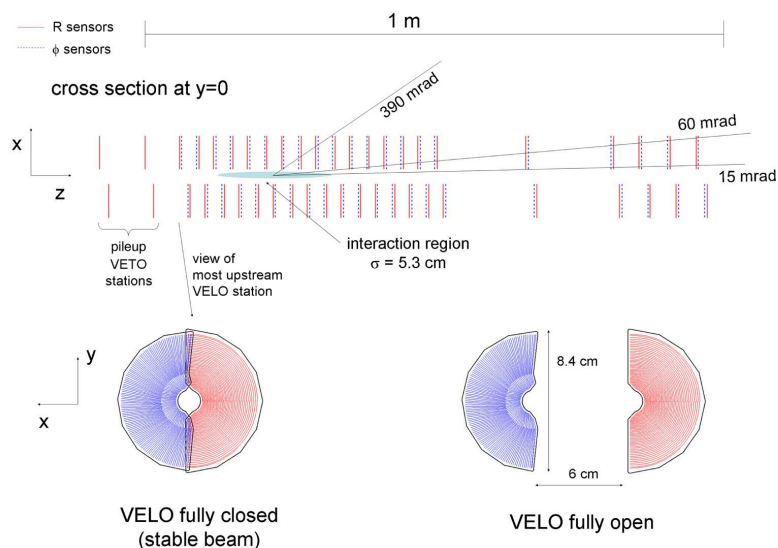 R sensors
ϕ sensors
1 m
cross section at y=0
390 mrad
60 mrad
15 mrad
x
z
pileup
VETO
stations
view of
most upstream
VELO station
interaction region
σ = 5.3 cm
y
x
8.4 cm
6 cm
VELO fully closed
(stable beam)
VELO fully open